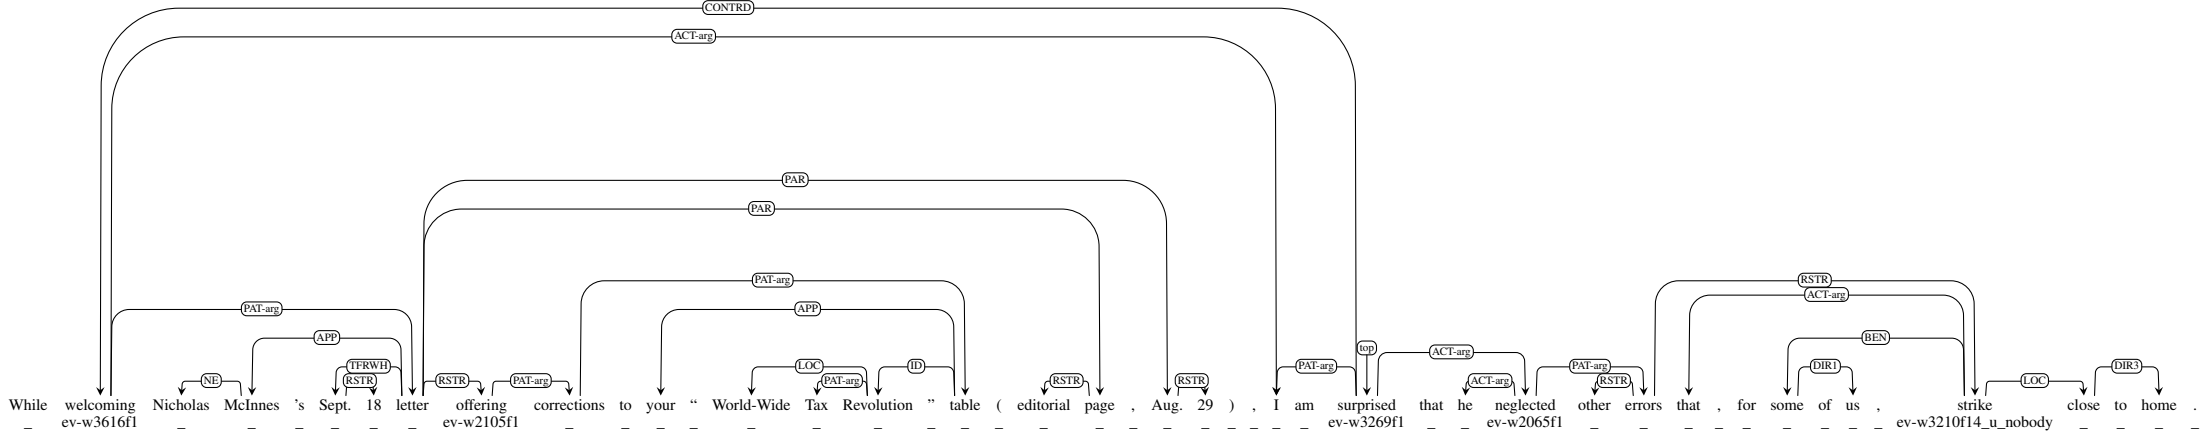 CONTRD
ACT-arg
PAR
PAR
PAT-arg RSTR
ACT-arg
PAT-arg APP
APP BEN
top
ACT-arg
TFRWH LOC ID PAT-arg PAT-arg DIR1 DIR3
NE RSTR RSTR PAT-arg PAT-arg RSTR RSTR ACT-arg RSTR LOC
While welcoming Nicholas McInnes 's Sept. 18 letter offering corrections to your “ World-Wide Tax Revolution ” table ( editorial page , Aug. 29 ) , I am surprised that he neglected other errors that , for some of us , strike close to home .
_ ev-w3616f1 _ _ _ _ _ _ ev-w2105f1 _ _ _ _ _ _ _ _ _ _ _ _ _ _ _ _ _ _ _ ev-w3269f1 _ _ ev-w2065f1 _ _ _ _ _ _ _ _ _ ev-w3210f14_u_nobody _ _ _ _